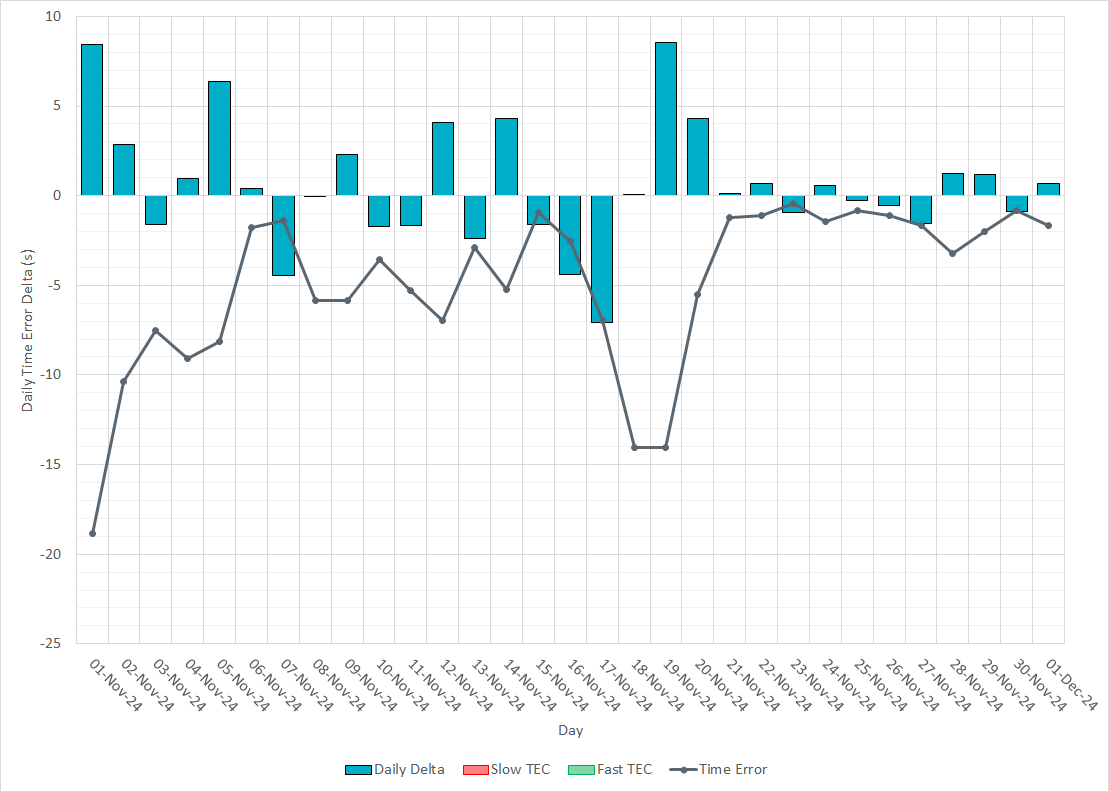 10
5
0
-5
-10
-15
-20
-25
Daily Time Error Delta (s)
01-Nov-24
02-Nov-24
03-Nov-24
04-Nov-24
05-Nov-24
06-Nov-24
07-Nov-24
08-Nov-24
09-Nov-24
10-Nov-24
11-Nov-24
12-Nov-24
13-Nov-24
14-Nov-24
15-Nov-24
16-Nov-24
17-Nov-24
18-Nov-24
19-Nov-24
20-Nov-24
21-Nov-24
22-Nov-24
23-Nov-24
24-Nov-24
25-Nov-24
26-Nov-24
27-Nov-24
28-Nov-24
29-Nov-24
30-Nov-24
01-Dec-24
Day
Daily Delta Slow TEC Fast TEC Time Error